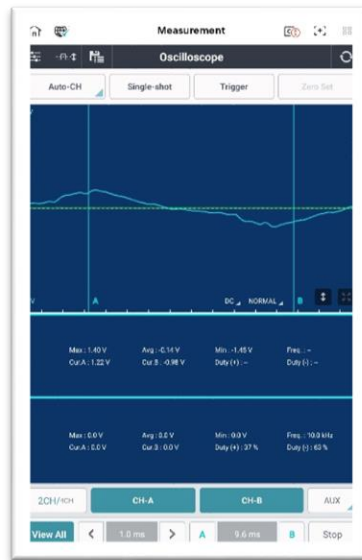 Measurement
Oscilloscope
Auto-CH Single-shot Trigger Zero Set
V
V A DC NORMAL B
Max : 1.40 V Avg : -0.14 V Min : -1.45 V Freq. : --
Cur.A : 1.22 V Cur.B : -0.98 V Duty (+) : -- Duty (-) : --
Max : 0.0 V Avg : 0.0 V Min : 0.0 V Freq. : 10.0 kHz
Cur.A : 0.0 V Cur.B : 0.0 V Duty (+) : 37 % Duty (-) : 63 %
2CH/4CH CH-A CH-B AUX
View All < 1.0 ms > A 9.6 ms B Stop